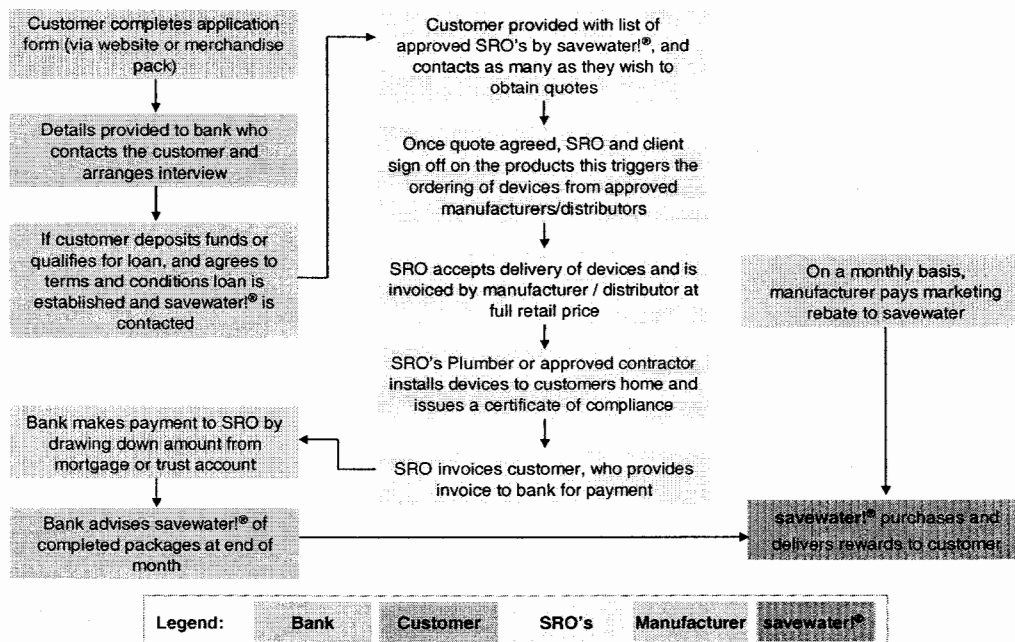 Customer completes application
form (via website or merchandise
pack)
Details provided to bank who
contacts the customer and
arranges interview
If customer deposits funds or
qualifies for loan, and agrees to
terms and conditions loan is
established and savewater!® is
contacted
Customer provided with list of
approved SRO's by savewater!®, and
contacts as many as they wish to
obtain quotes
Once quote agreed, SRO and client
sign off on the products this triggers the
ordering of devices from approved
manufacturers/distributors
SRO accepts delivery of devices and is
invoiced by manufacturer / distributor at
full retail price
SRO's Plumber or approved contractor
installs devices to customers home and
issues a certificate of compliance
SRO invoices customer, who provides
invoice to bank for payment
Bank makes payment to SRO by
drawing down amount from
mortgage or trust account
Bank advises savewater!® of
completed packages at end of
month
On a monthly basis,
manufacturer pays marketing
rebate to savewater
savewater!® purchases and
delivers rewards to customer
Legend: Bank Customer SRO's Manufacturer savewater!®